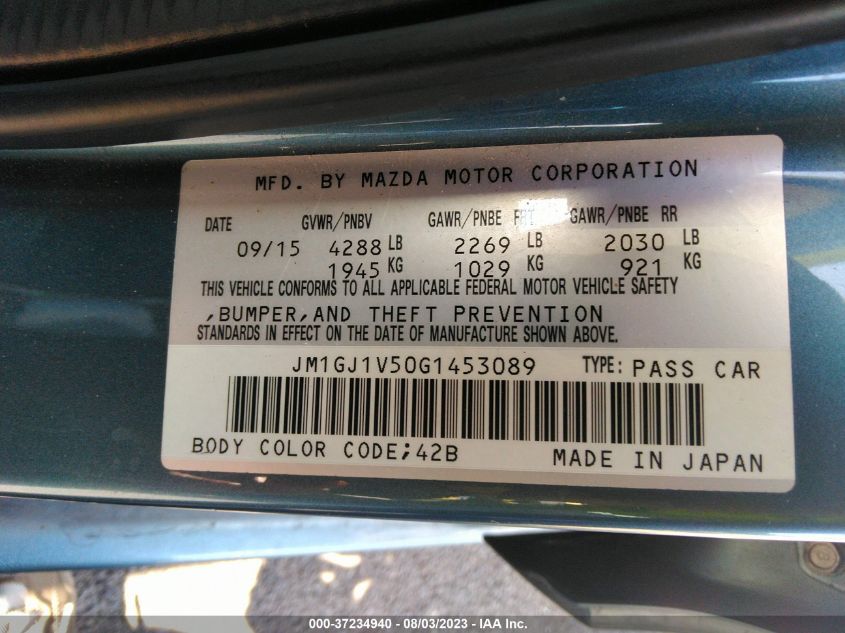 MFD. BY MAZDA MOTOR CORPORATION
DATE GVWR/PNBV GAWR/PNBE FRT GAWR/PNBE RR
09/15 4288 LB 2269 LB 2030 LB
1945 KG 1029 KG 921 KG
THIS VEHICLE CONFORMS TO ALL APPLICABLE FEDERAL MOTOR VEHICLE SAFETY
,BUMPER,AND THEFT PREVENTION
STANDARDS IN EFFECT ON THE DATE OF MANUFACTURE SHOWN ABOVE.
JM1GJ1V50G1453089 TYPE: PASS CAR
BODY COLOR CODE;42B MADE IN JAPAN
000-37234940 - 08/03/2023 - IAA Inc.